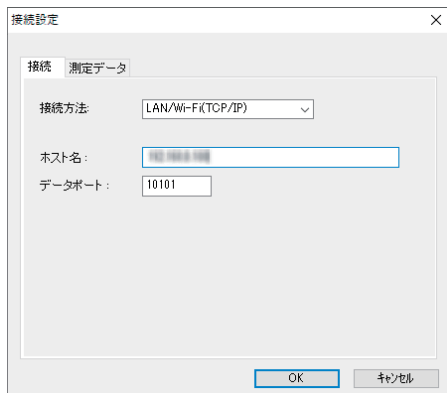 接続設定
接続 測定データ
接続方法: LAN/Wi-Fi(TCP/IP)
ホスト名:
データポート: 10101
OK キャンセル